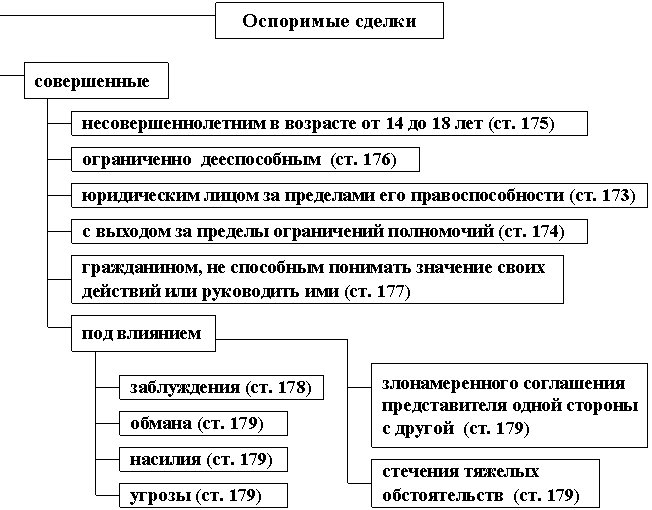 Оспоримые сделки
совершенные
несовершеннолетним в возрасте от 14 до 18 лет (ст. 175)
ограниченно дееспособным (ст. 176)
юридическим лицом за пределами его правоспособности (ст. 173)
с выходом за пределы ограничений полномочий (ст. 174)
гражданином, не способным понимать значение своих
действий или руководить ими (ст. 177)
под влиянием
заблуждения (ст. 178)
обмана (ст. 179)
насилия (ст. 179)
угрозы (ст. 179)
злонамеренного соглашения
представителя одной стороны
с другой (ст. 179)
стечения тяжелых
обстоятельств (ст. 179)